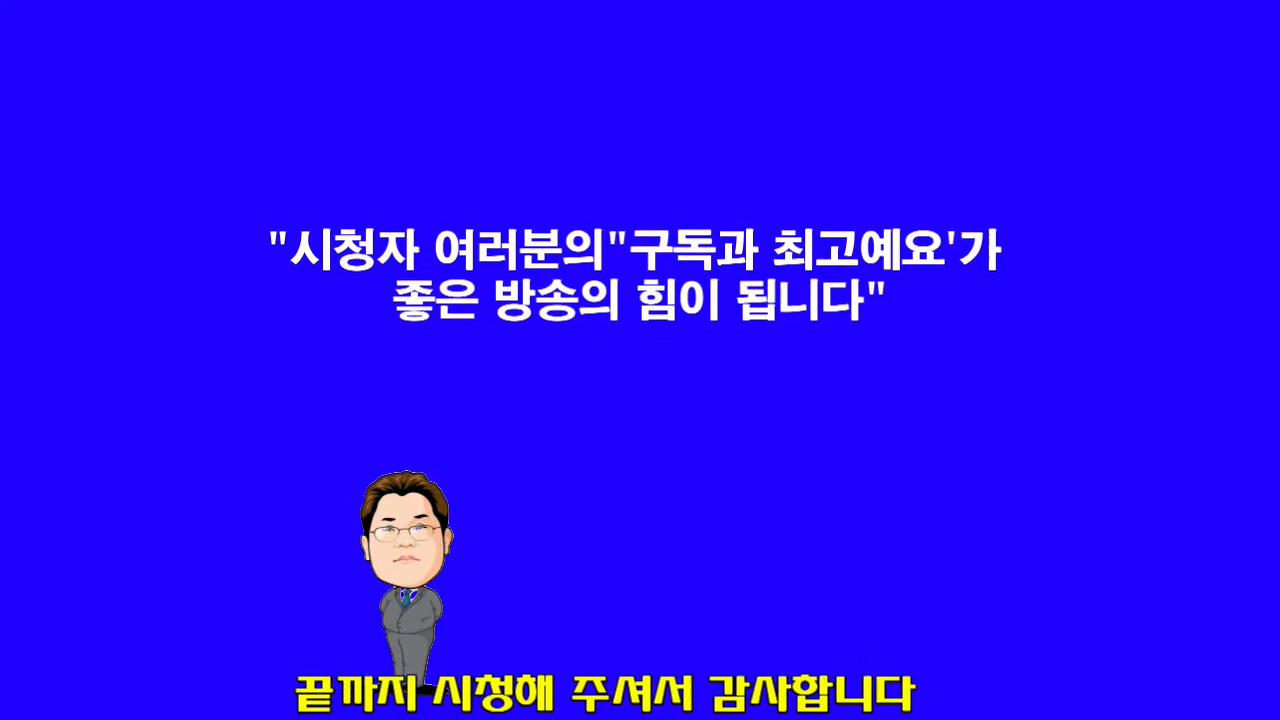 "시청자 여러분의"구독과 최고예요'가
좋은 방송의 힘이 됩니다"
끝까지 시청해 주셔서 감사합니다